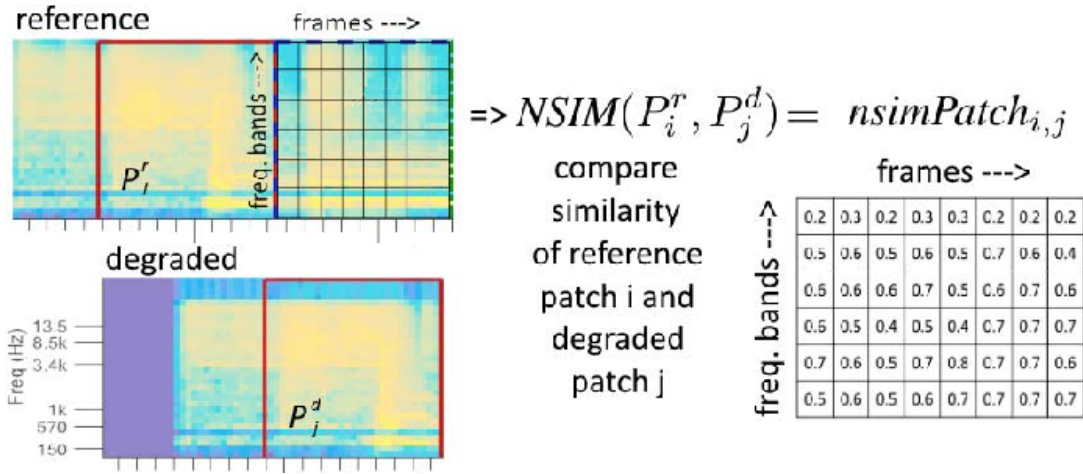 reference
frames --->
freq. bands --->
P_i^r
=> NSIM(P_i^r, P_j^d) = nsimPatch_{i,j}
compare
similarity
of reference
patch i and
degraded
patch j
frames --->
freq. bands --->
0.2 0.3 0.2 0.3 0.3 0.2 0.2 0.2
0.5 0.6 0.5 0.6 0.5 0.7 0.6 0.4
0.6 0.6 0.6 0.7 0.5 0.6 0.7 0.6
0.6 0.5 0.4 0.5 0.4 0.7 0.7 0.7
0.7 0.6 0.5 0.7 0.8 0.7 0.7 0.6
0.5 0.6 0.5 0.6 0.7 0.7 0.7 0.7
degraded
Freq (Hz)
13.5
8.5k
3.4k
1k
570
150
P_j^d